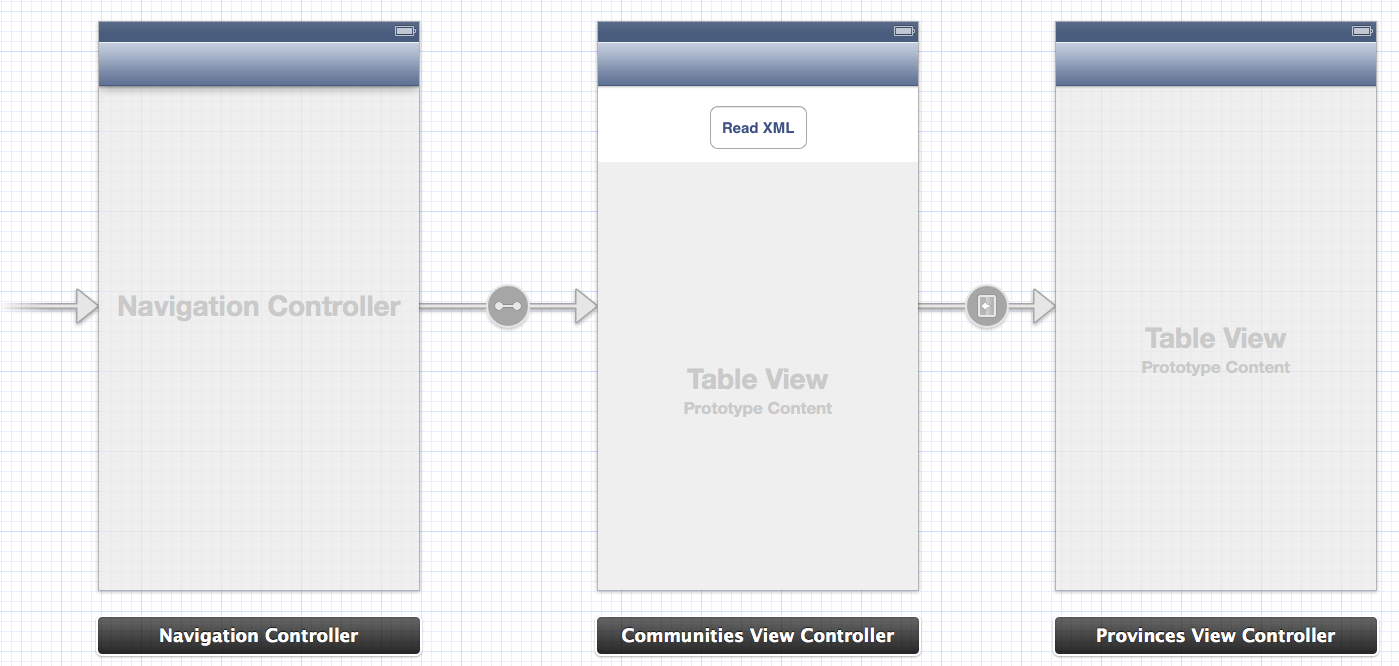 Read XML
Navigation Controller
Table View
Prototype Content
Table View
Prototype Content
Navigation Controller
Communities View Controller
Provinces View Controller